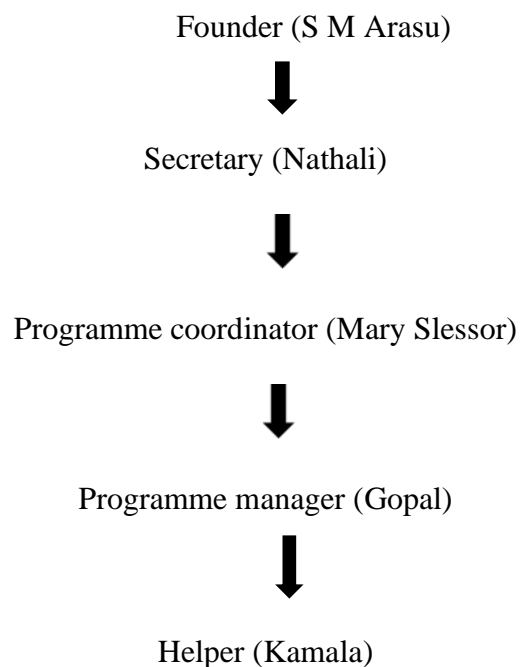 Founder (S M Arasu)
Secretary (Nathali)
Programme coordinator (Mary Slessor)
Programme manager (Gopal)
Helper (Kamala)